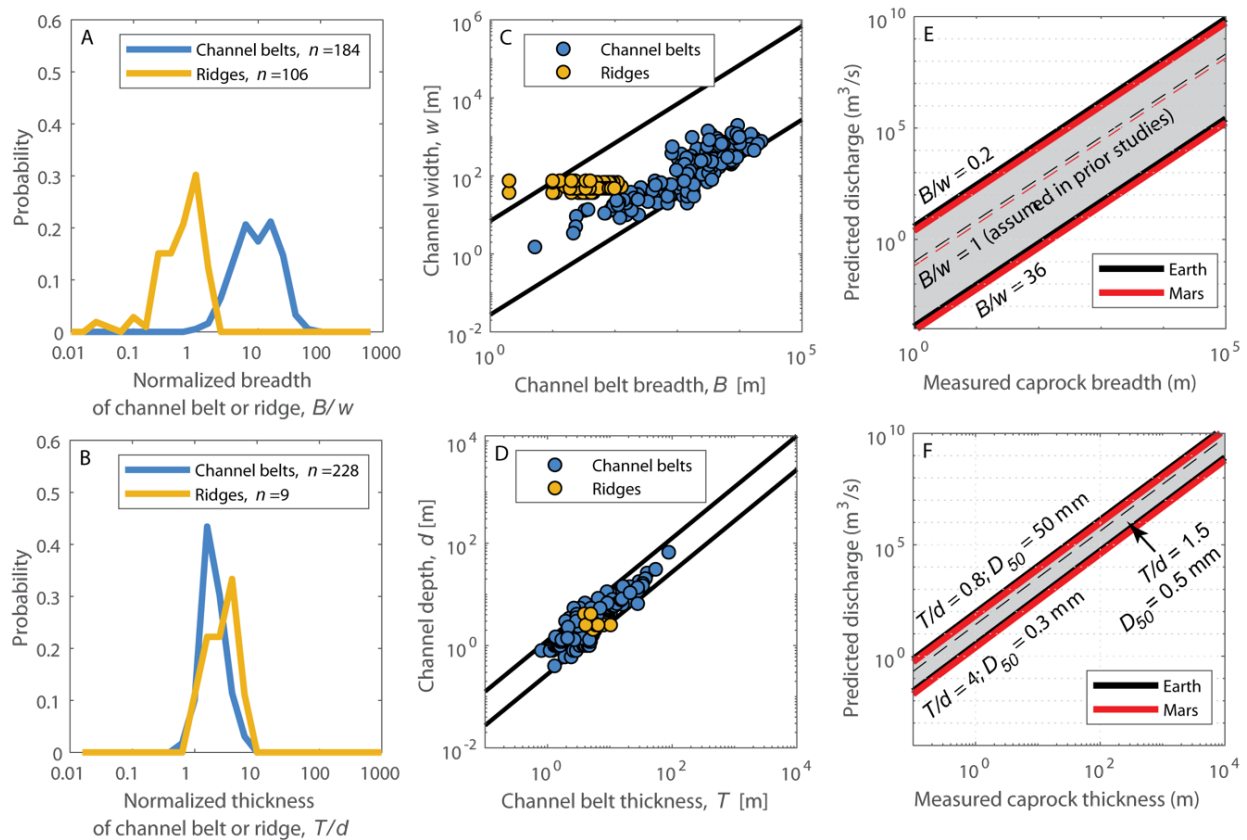 A
Channel belts, n =184
Ridges, n =106
Probability
0.6
0.5
0.4
0.3
0.2
0.1
0
0.01 0.1 1 10 100 1000
Normalized breadth
of channel belt or ridge, B/w
C
Channel belts
Ridges
Channel width, w [m]
10^6
10^4
10^2
10^0
10^-2
10^0 10^5
Channel belt breadth, B [m]
E
Predicted discharge (m^3/s)
10^10
10^5
10^0
B/w = 0.2
B/w = 1 (assumed in prior studies)
B/w = 36
Earth
Mars
10^0 10^5
Measured caprock breadth (m)
B
Channel belts, n =228
Ridges, n =9
Probability
0.6
0.5
0.4
0.3
0.2
0.1
0
0.01 0.1 1 10 100 1000
Normalized thickness
of channel belt or ridge, T/d
D
Channel belts
Ridges
Channel depth, d [m]
10^4
10^2
10^0
10^-2
10^0 10^2 10^4
Channel belt thickness, T [m]
F
Predicted discharge (m^3/s)
10^10
10^5
10^0
T/d = 0.8; D50 = 50 mm
T/d = 4; D50 = 0.3 mm
T/d = 1.5
D50 = 0.5 mm
Earth
Mars
10^0 10^2 10^4
Measured caprock thickness (m)